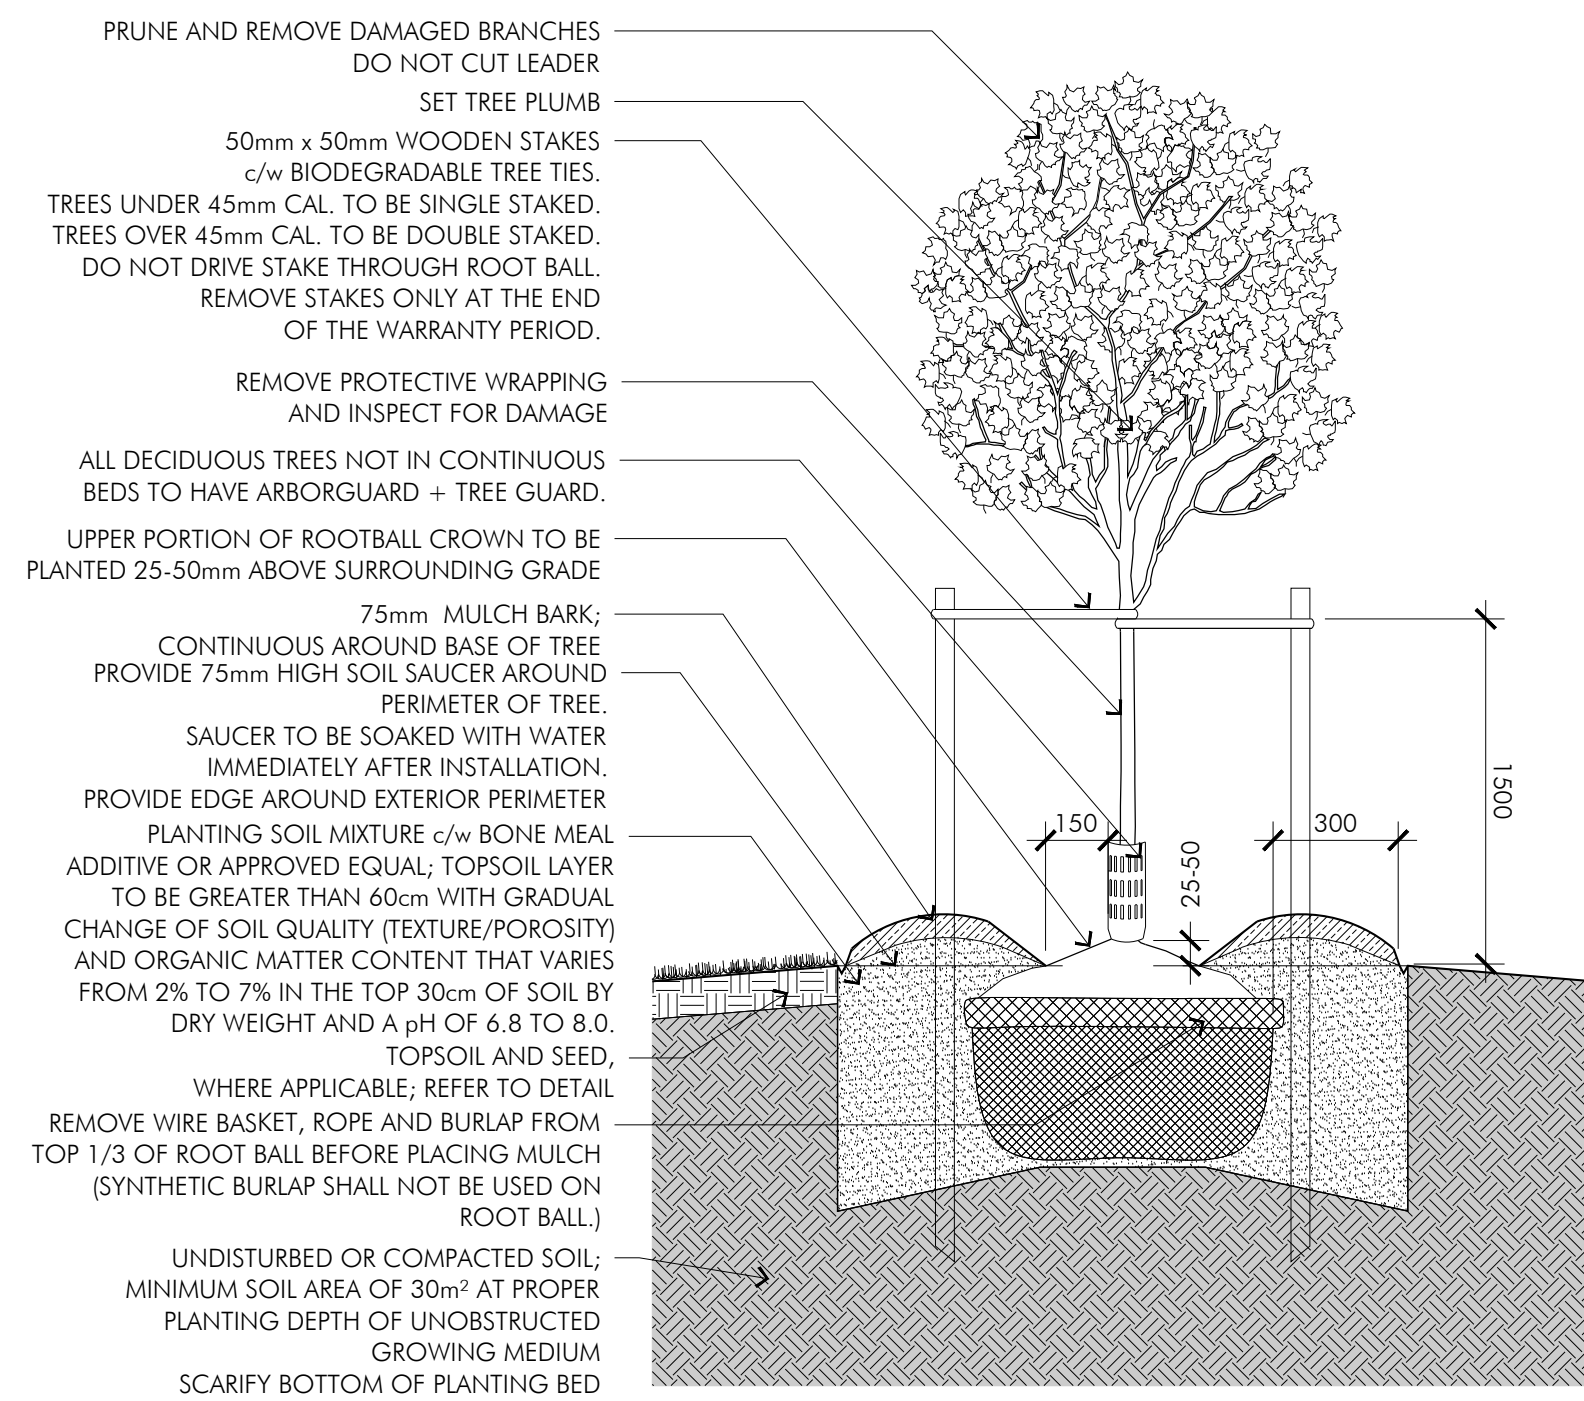 PRUNE AND REMOVE DAMAGED BRANCHES
DO NOT CUT LEADER
SET TREE PLUMB
50mm x 50mm WOODEN STAKES
c/w BIODEGRADABLE TREE TIES.
TREES UNDER 45mm CAL. TO BE SINGLE STAKED.
TREES OVER 45mm CAL. TO BE DOUBLE STAKED.
DO NOT DRIVE STAKE THROUGH ROOT BALL.
REMOVE STAKES ONLY AT THE END
OF THE WARRANTY PERIOD.
REMOVE PROTECTIVE WRAPPING
AND INSPECT FOR DAMAGE
ALL DECIDUOUS TREES NOT IN CONTINUOUS
BEDS TO HAVE ARBORGUARD + TREE GUARD.
UPPER PORTION OF ROOTBALL CROWN TO BE
PLANTED 25-50mm ABOVE SURROUNDING GRADE
75mm MULCH BARK;
CONTINUOUS AROUND BASE OF TREE
PROVIDE 75mm HIGH SOIL SAUCER AROUND
PERIMETER OF TREE.
SAUCER TO BE SOAKED WITH WATER
IMMEDIATELY AFTER INSTALLATION.
PROVIDE EDGE AROUND EXTERIOR PERIMETER
PLANTING SOIL MIXTURE c/w BONE MEAL
ADDITIVE OR APPROVED EQUAL; TOPSOIL LAYER
TO BE GREATER THAN 60cm WITH GRADUAL
CHANGE OF SOIL QUALITY (TEXTURE/POROSITY)
AND ORGANIC MATTER CONTENT THAT VARIES
FROM 2% TO 7% IN THE TOP 30cm OF SOIL BY
DRY WEIGHT AND A pH OF 6.8 TO 8.0.
TOPSOIL AND SEED,
WHERE APPLICABLE; REFER TO DETAIL
REMOVE WIRE BASKET, ROPE AND BURLAP FROM
TOP 1/3 OF ROOT BALL BEFORE PLACING MULCH
(SYNTHETIC BURLAP SHALL NOT BE USED ON
ROOT BALL.)
UNDISTURBED OR COMPACTED SOIL;
MINIMUM SOIL AREA OF 30m² AT PROPER
PLANTING DEPTH OF UNOBSTRUCTED
GROWING MEDIUM
SCARIFY BOTTOM OF PLANTING BED
150
25-50
300
1500